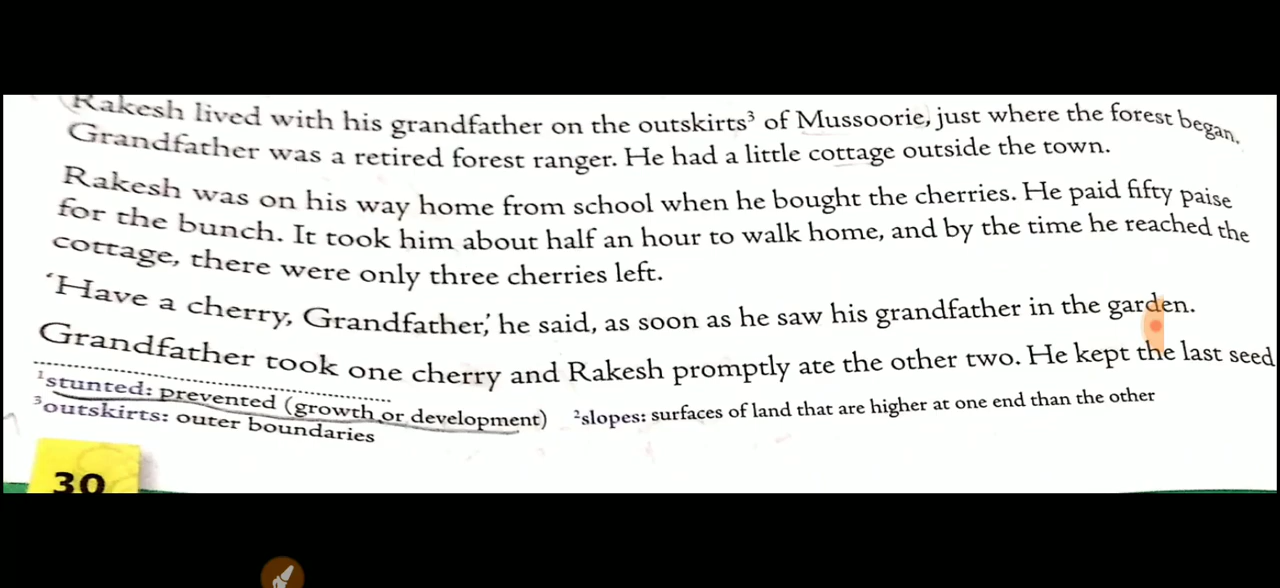 Rakesh lived with his grandfather on the outskirts³ of Mussoorie, just where the forest began.
Grandfather was a retired forest ranger. He had a little cottage outside the town.
Rakesh was on his way home from school when he bought the cherries. He paid fifty paise
for the bunch. It took him about half an hour to walk home, and by the time he reached the
cottage, there were only three cherries left.
‘Have a cherry, Grandfather,’ he said, as soon as he saw his grandfather in the garden.
Grandfather took one cherry and Rakesh promptly ate the other two. He kept the last seed
¹stunted: prevented (growth or development) ²slopes: surfaces of land that are higher at one end than the other
³outskirts: outer boundaries
30